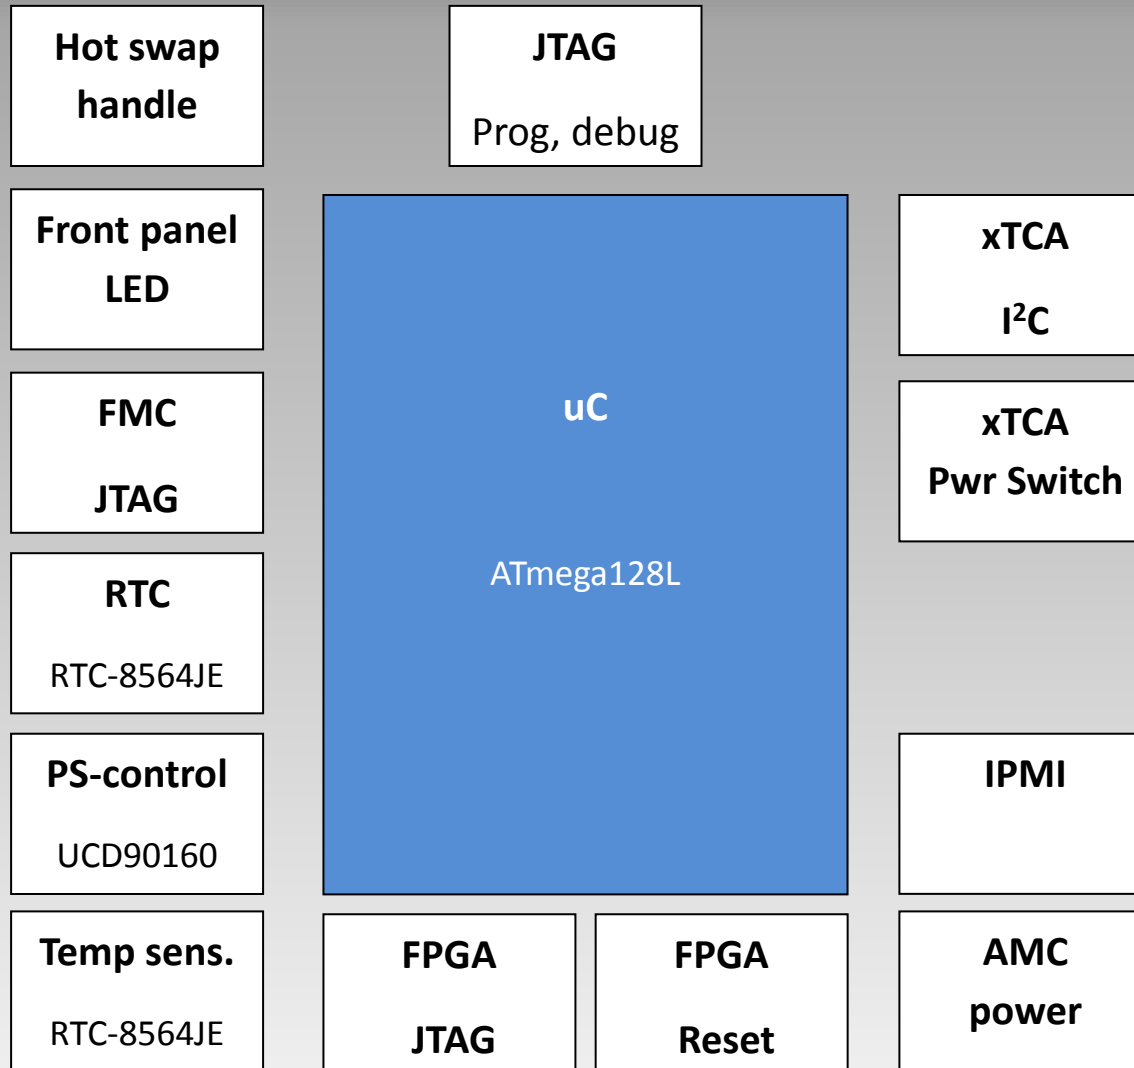 Hot swap
handle
JTAG
Prog, debug
Front panel
LED
xTCA
I²C
FMC
JTAG
uC
ATmega128L
xTCA
Pwr Switch
RTC
RTC-8564JE
PS-control
UCD90160
IPMI
Temp sens.
RTC-8564JE
FPGA
JTAG
FPGA
Reset
AMC
power